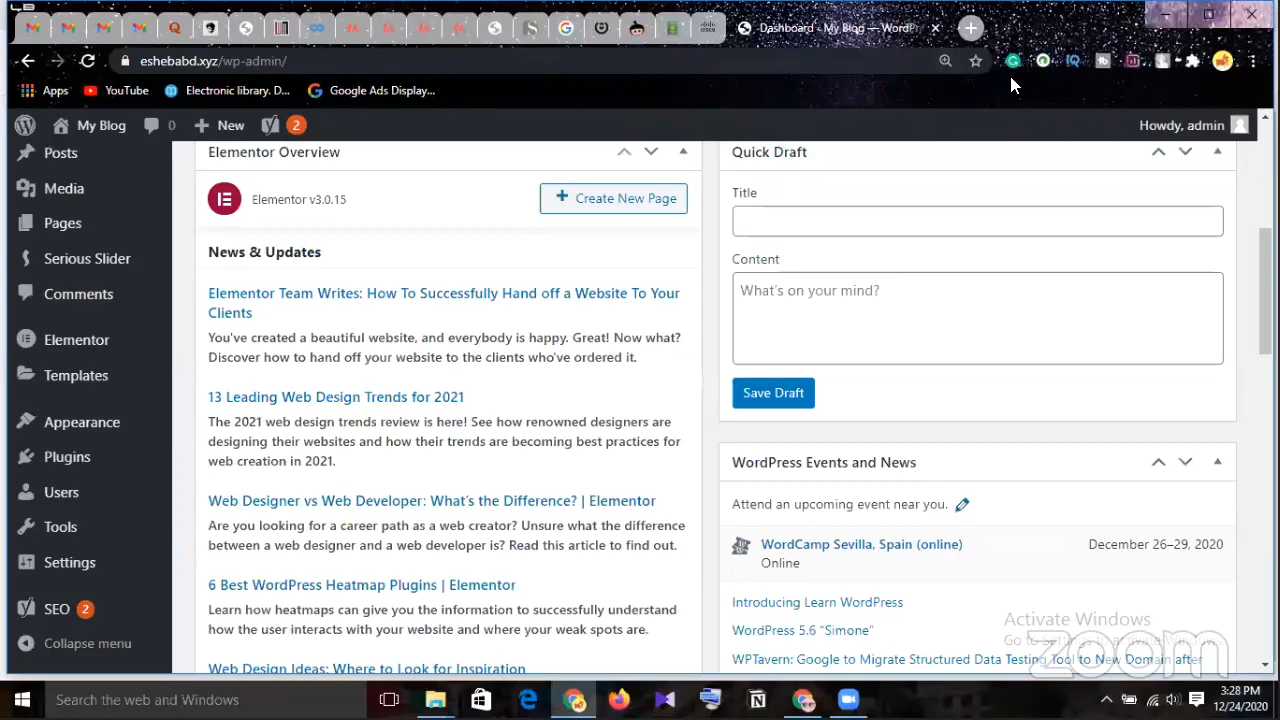 Dashboard - My Blog — WordPr
eshebabd.xyz/wp-admin/
Apps
YouTube
Electronic library. D...
Google Ads Display...
My Blog
0
New
2
Howdy, admin
Posts
Media
Pages
Serious Slider
Comments
Elementor
Templates
Appearance
Plugins
Users
Tools
Settings
SEO 2
Collapse menu
Elementor Overview
Elementor v3.0.15
Create New Page
News & Updates
Elementor Team Writes: How To Successfully Hand off a Website To Your
Clients
You've created a beautiful website, and everybody is happy. Great! Now what?
Discover how to hand off your website to the clients who've ordered it.
13 Leading Web Design Trends for 2021
The 2021 web design trends review is here! See how renowned designers are
designing their websites and how their trends are becoming best practices for
web creation in 2021.
Web Designer vs Web Developer: What's the Difference? | Elementor
Are you looking for a career path as a web creator? Unsure what the difference
between a web designer and a web developer is? Read this article to find out.
6 Best WordPress Heatmap Plugins | Elementor
Learn how heatmaps can give you the information to successfully understand
how the user interacts with your website and where your weak spots are.
Web Design Ideas: Where to Look for Inspiration
Quick Draft
Title
Content
What's on your mind?
Save Draft
WordPress Events and News
Attend an upcoming event near you.
WordCamp Sevilla, Spain (online)
December 26–29, 2020
Online
Introducing Learn WordPress
WordPress 5.6 "Simone"
WPTavern: Google to Migrate Structured Data Testing Tool to New Domain after
Activate Windows
zoom
Search the web and Windows
3:28 PM
12/24/2020